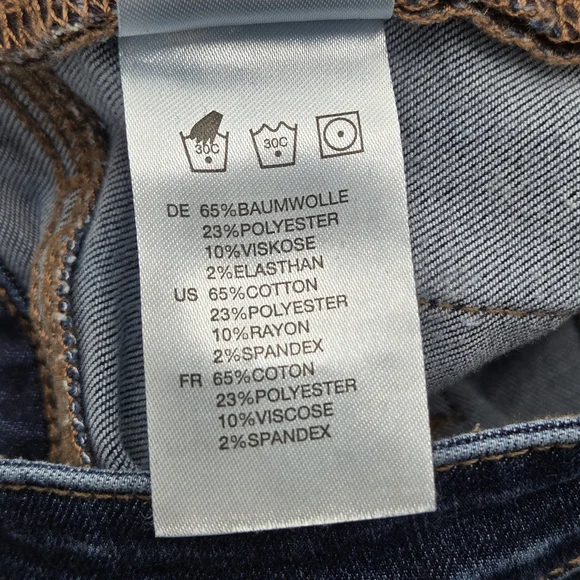 30C 30C
DE 65%BAUMWOLLE
23%POLYESTER
10%VISKOSE
2%ELASTHAN
US 65%COTTON
23%POLYESTER
10%RAYON
2%SPANDEX
FR 65%COTON
23%POLYESTER
10%VISCOSE
2%SPANDEX